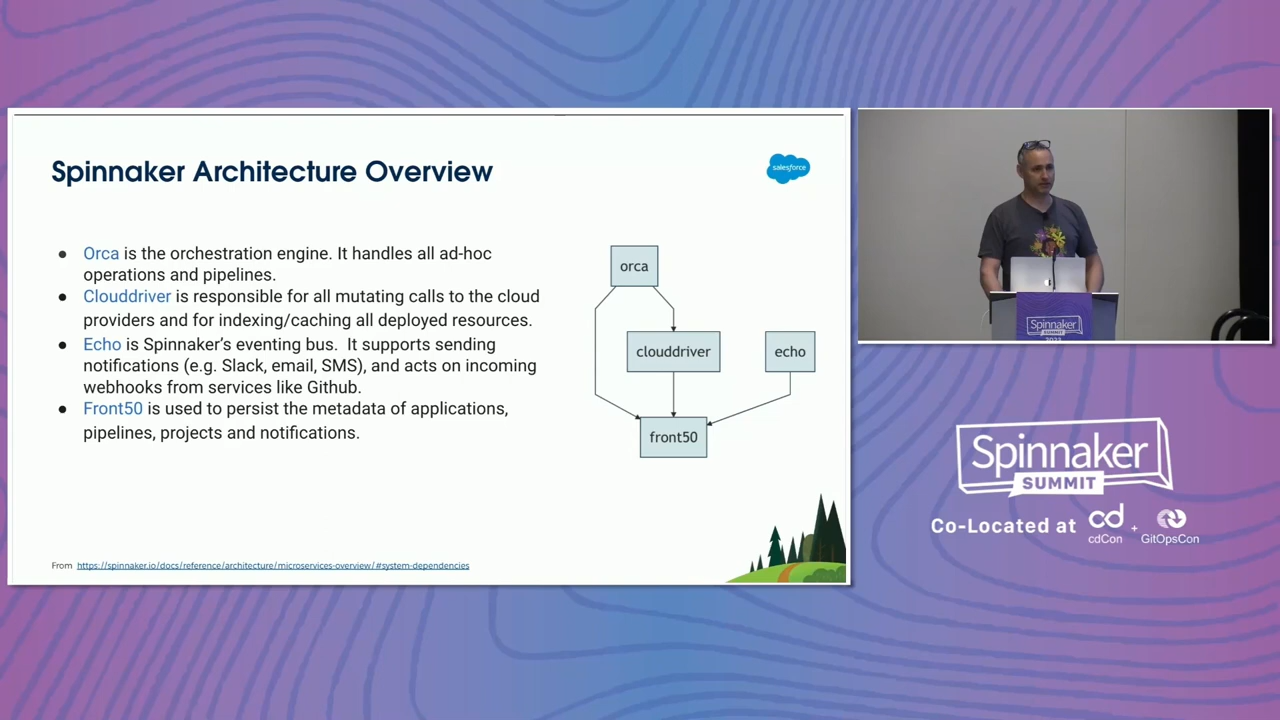 Spinnaker Architecture Overview
salesforce
● Orca is the orchestration engine. It handles all ad-hoc
operations and pipelines.
● Clouddriver is responsible for all mutating calls to the cloud
providers and for indexing/caching all deployed resources.
● Echo is Spinnaker’s eventing bus.  It supports sending
notifications (e.g. Slack, email, SMS), and acts on incoming
webhooks from services like Github.
● Front50 is used to persist the metadata of applications,
pipelines, projects and notifications.
orca
clouddriver
echo
front50
From https://spinnaker.io/docs/reference/architecture/microservices-overview/#system-dependencies
Spinnaker
SUMMIT
Spinnaker
SUMMIT
Co-Located at
cd
cdCon
+
GitOpsCon